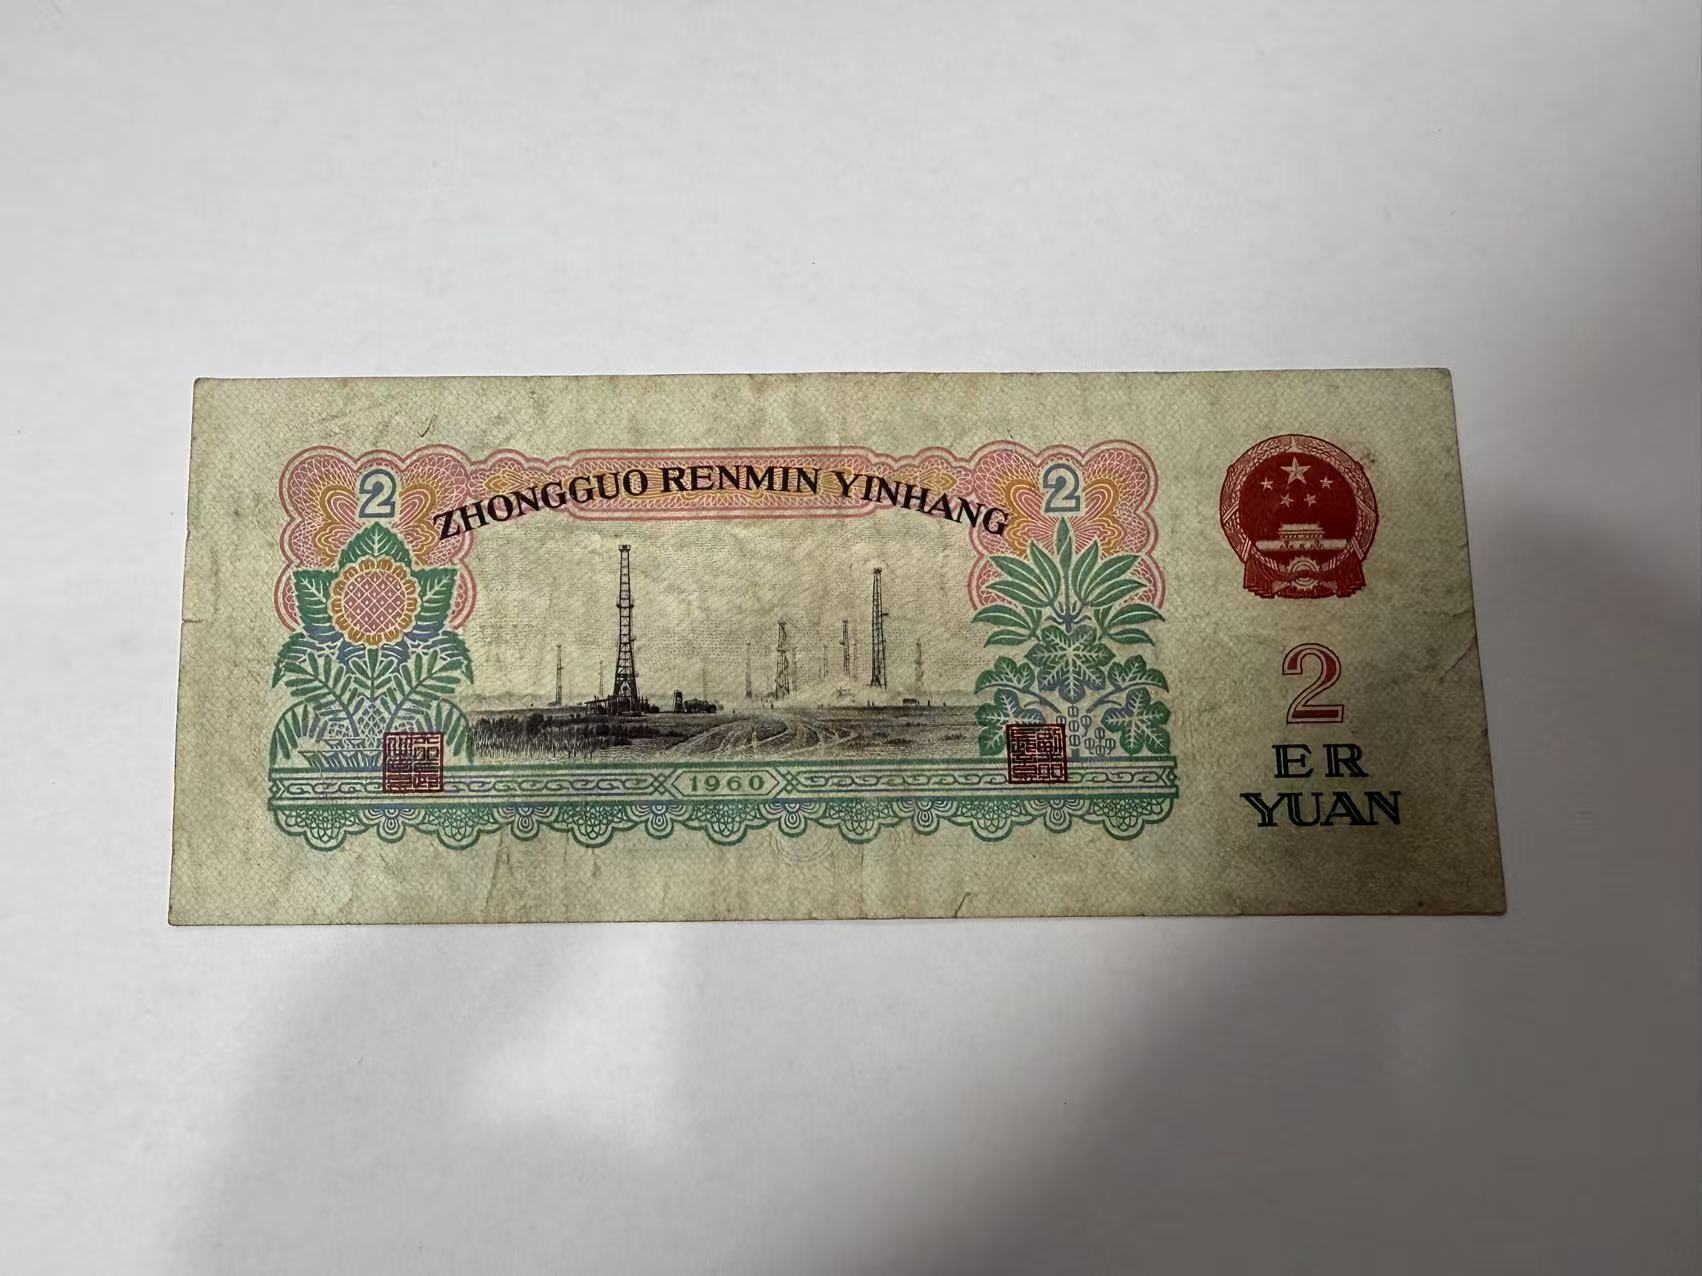 2
ZHONGGUO RENMIN YINHANG
2
1960
2
ER
YUAN